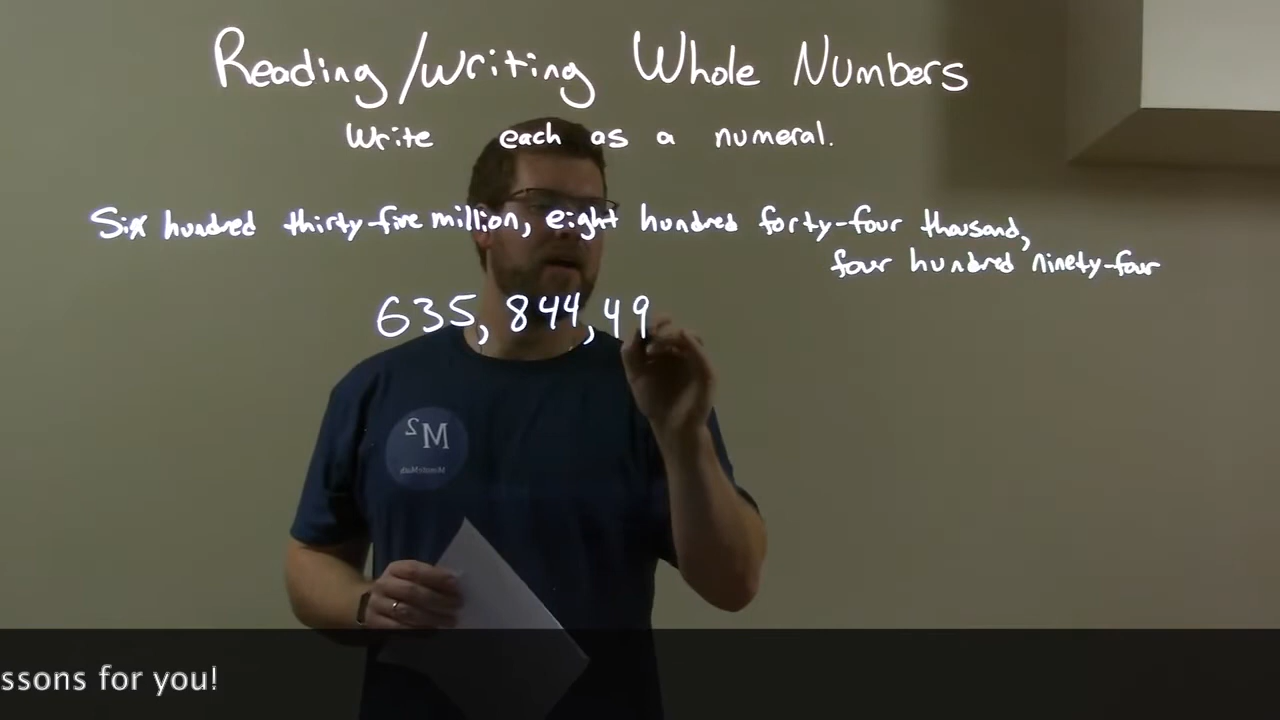 Reading/Writing Whole Numbers
Write each as a numeral.
Six hundred thirty-five million, eight hundred forty-four thousand,
four hundred ninety-four
635,844,49
M2
ssons for you!